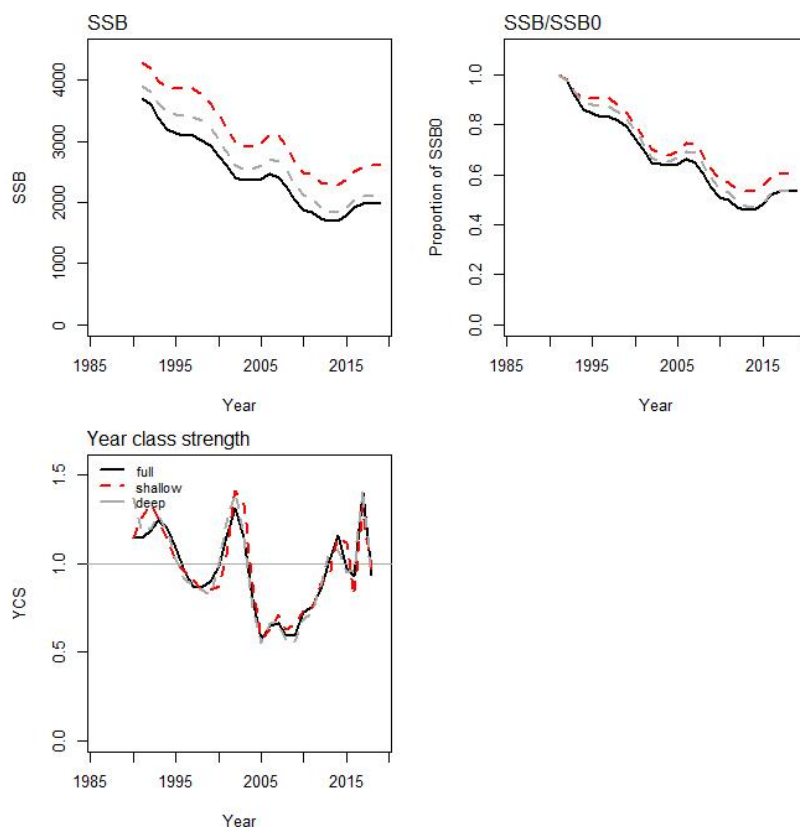 SSB
SSB
4000
3000
2000
1000
0
1985 1995 2005 2015
Year
SSB/SSB0
Proportion of SSB0
1.0
0.8
0.6
0.4
0.2
0.0
1985 1995 2005 2015
Year
Year class strength
full
shallow
deep
YCS
1.5
1.0
0.5
0.0
1985 1995 2005 2015
Year